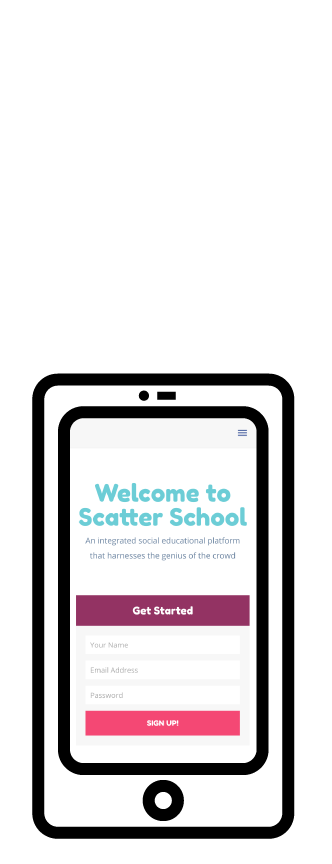 Welcome to
Scatter School
An integrated social educational platform
that harnesses the genius of the crowd
Get Started
Your Name
Email Address
Password
SIGN UP!